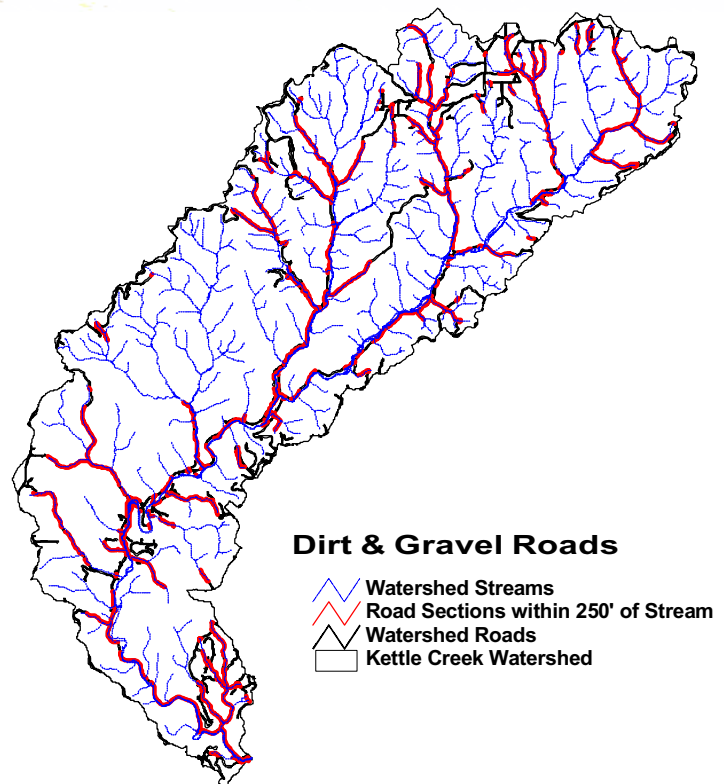 Dirt & Gravel Roads
Watershed Streams
Road Sections within 250' of Stream
Watershed Roads
Kettle Creek Watershed